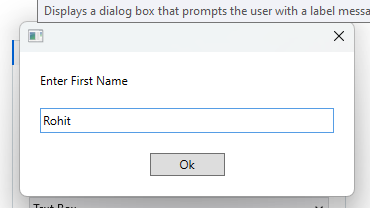 Displays a dialog box that prompts the user with a label messa
Enter First Name
Rohit
Ok
Text Box